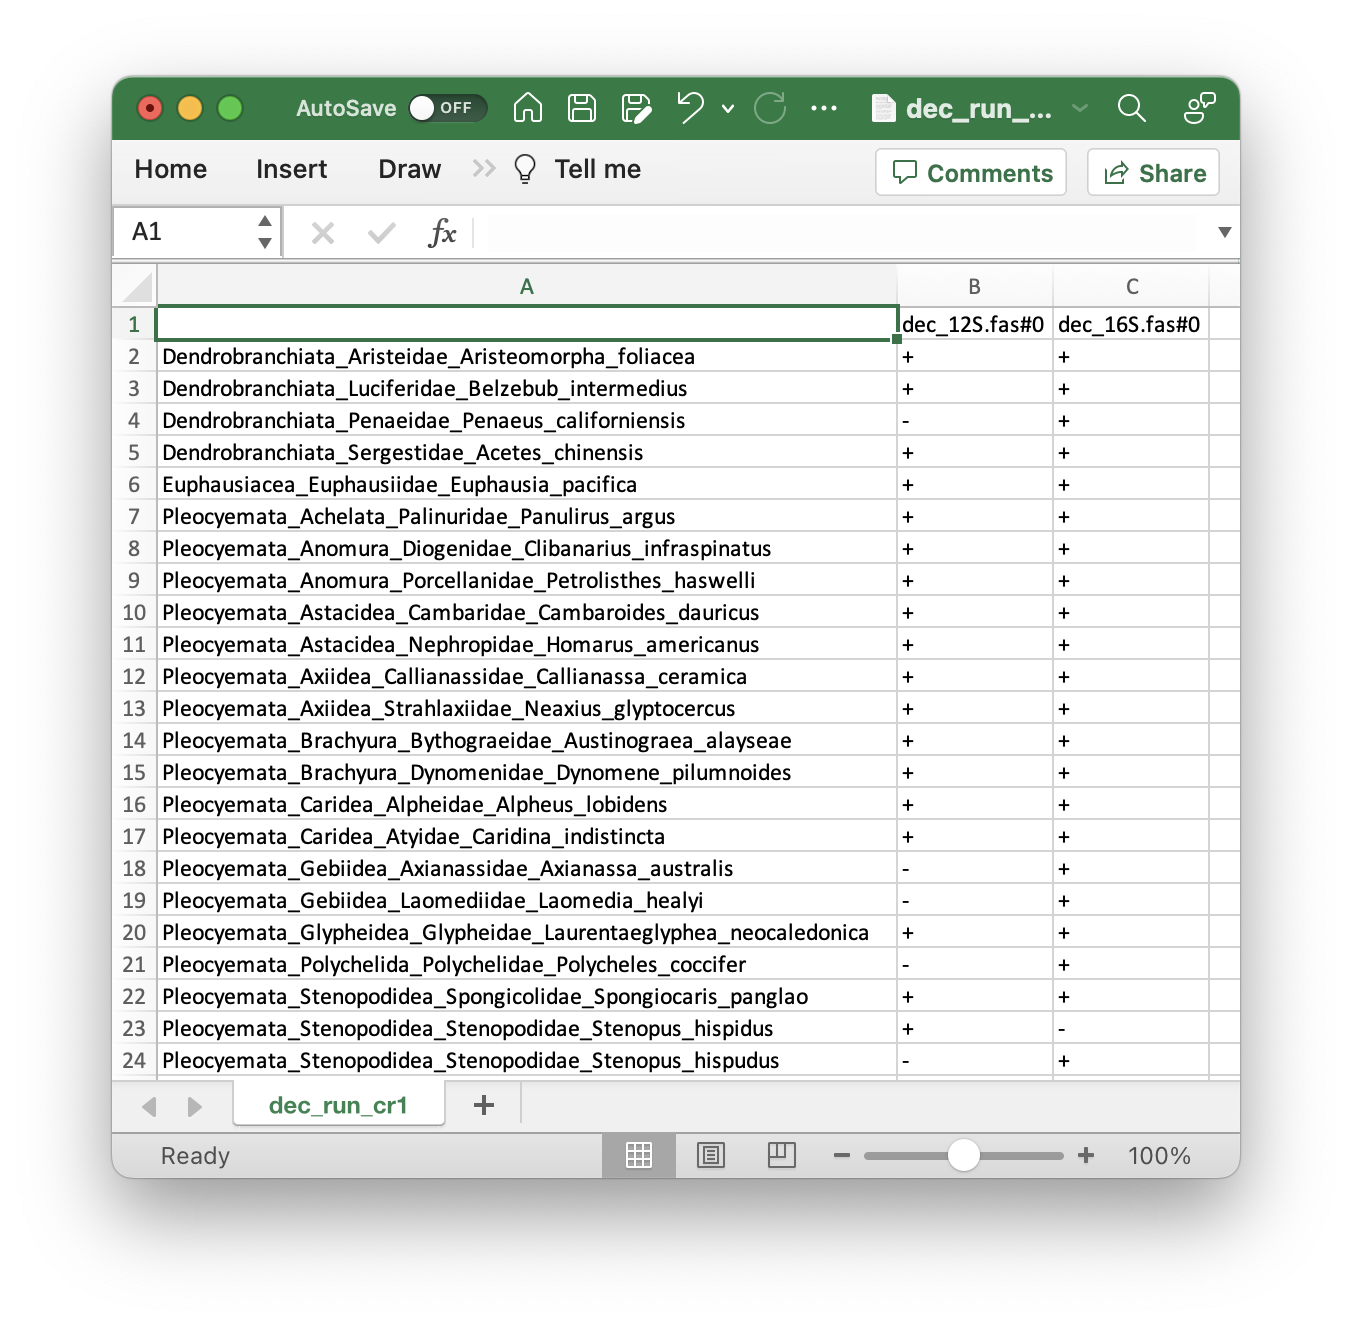 AutoSave OFF dec_run_...
Home Insert Draw Tell me Comments Share
A1 fx
A B C
1 dec_12S.fas#0 dec_16S.fas#0
2 Dendrobranchiata_Aristeidae_Aristeomorpha_foliacea + +
3 Dendrobranchiata_Luciferidae_Belzebub_intermedius + +
4 Dendrobranchiata_Penaeidae_Penaeus_californiensis - +
5 Dendrobranchiata_Sergestidae_Acetes_chinensis + +
6 Euphausiacea_Euphausiidae_Euphausia_pacifica + +
7 Pleocyemata_Achelata_Palinuridae_Panulirus_argus + +
8 Pleocyemata_Anomura_Diogenidae_Clibanarius_infraspinatus + +
9 Pleocyemata_Anomura_Porcellanidae_Petrolisthes_haswelli + +
10 Pleocyemata_Astacidea_Cambaridae_Cambaroides_dauricus + +
11 Pleocyemata_Astacidea_Nephropidae_Homarus_americanus + +
12 Pleocyemata_Axiidea_Callianassidae_Callianassa_ceramica + +
13 Pleocyemata_Axiidea_Strahlaxiidae_Neaxius_glyptocercus + +
14 Pleocyemata_Brachyura_Bythograeidae_Austinograea_alayseae + +
15 Pleocyemata_Brachyura_Dynomenidae_Dynomene_pilumnoides + +
16 Pleocyemata_Caridea_Alpheidae_Alpheus_lobidens + +
17 Pleocyemata_Caridea_Atyidae_Caridina_indistincta + +
18 Pleocyemata_Gebiidea_Axianassidae_Axianassa_australis - +
19 Pleocyemata_Gebiidea_Laomediidae_Laomedia_healyi - +
20 Pleocyemata_Glypheidea_Glypheidae_Laurentaeglyphea_neocaledonica + +
21 Pleocyemata_Polychelida_Polychelidae_Polycheles_coccifer - +
22 Pleocyemata_Stenopodidea_Spongicolidae_Spongiocaris_panglao + +
23 Pleocyemata_Stenopodidea_Stenopodidae_Stenopus_hispidus + -
24 Pleocyemata_Stenopodidea_Stenopodidae_Stenopus_hispudus - +
dec_run_cr1 +
Ready 100%